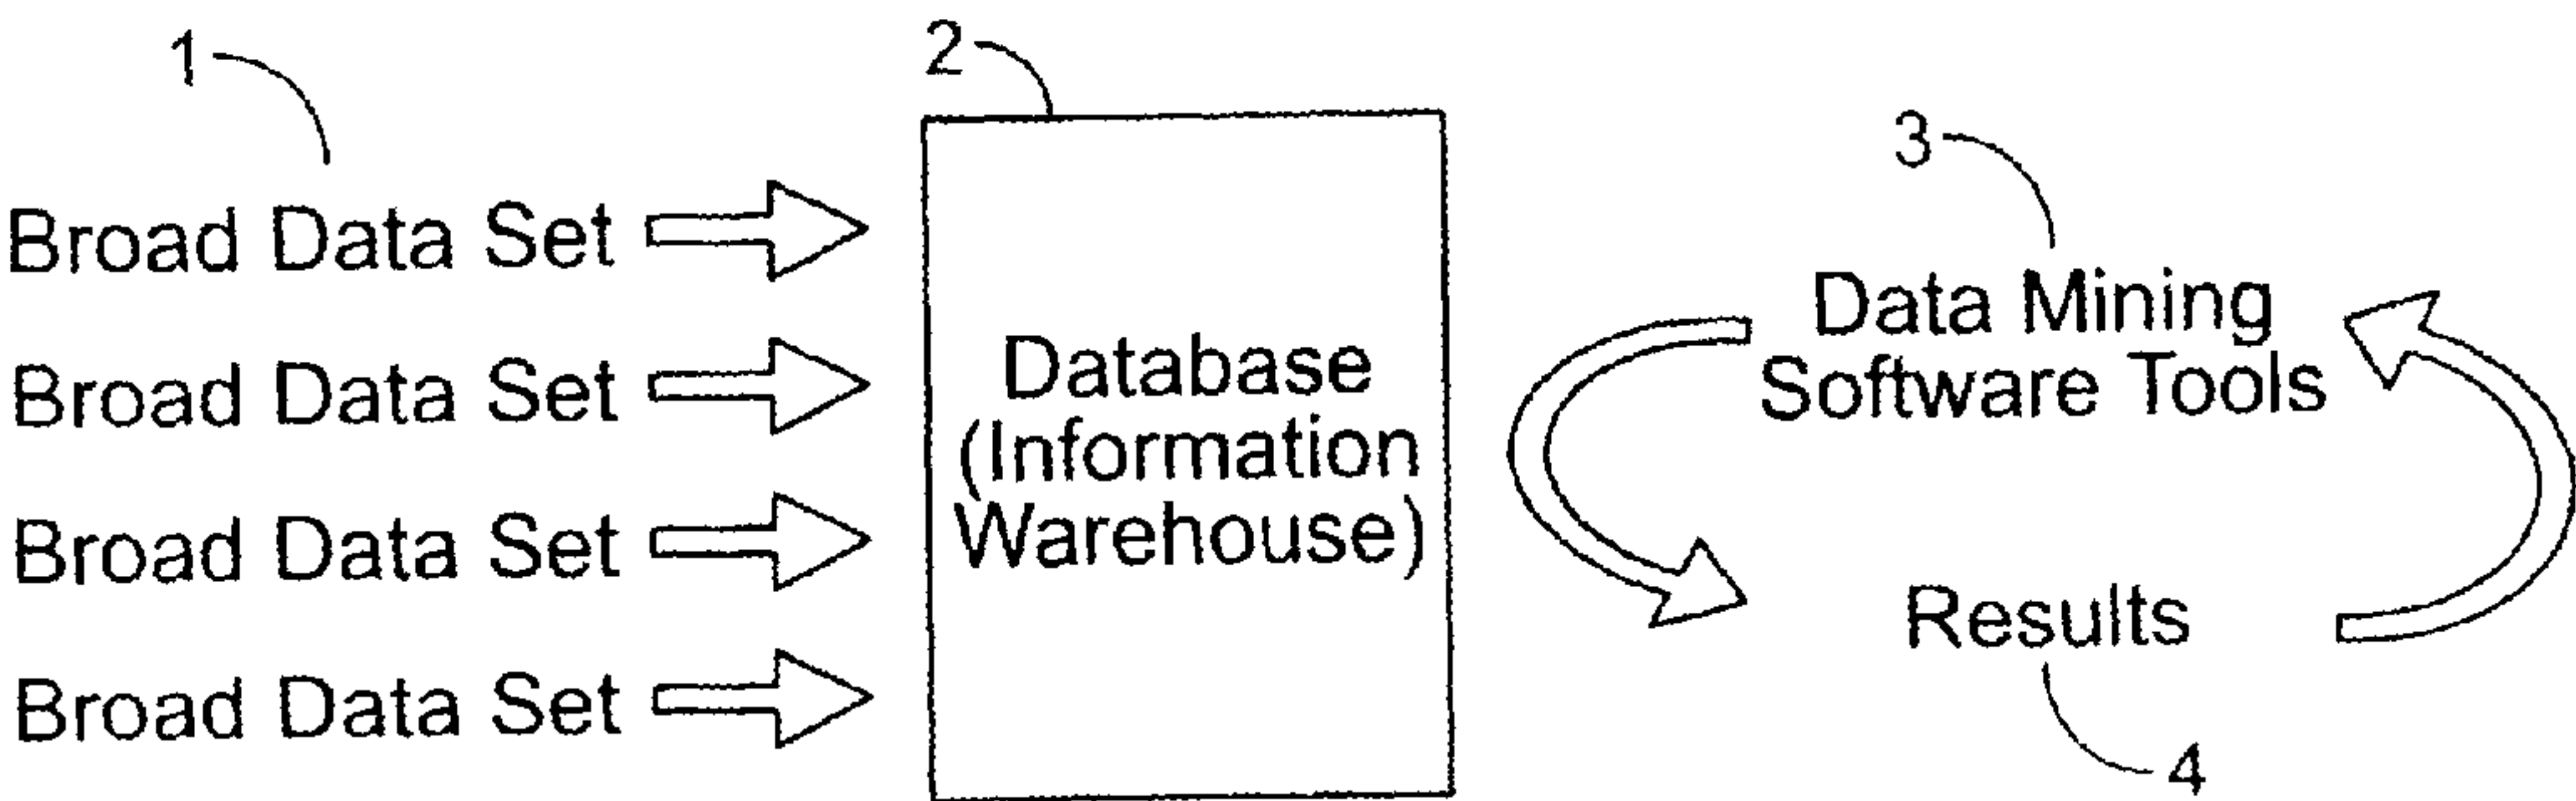 1
Broad Data Set
Broad Data Set
Broad Data Set
Broad Data Set
2
Database
(Information
Warehouse)
3
Data Mining
Software Tools
Results
4